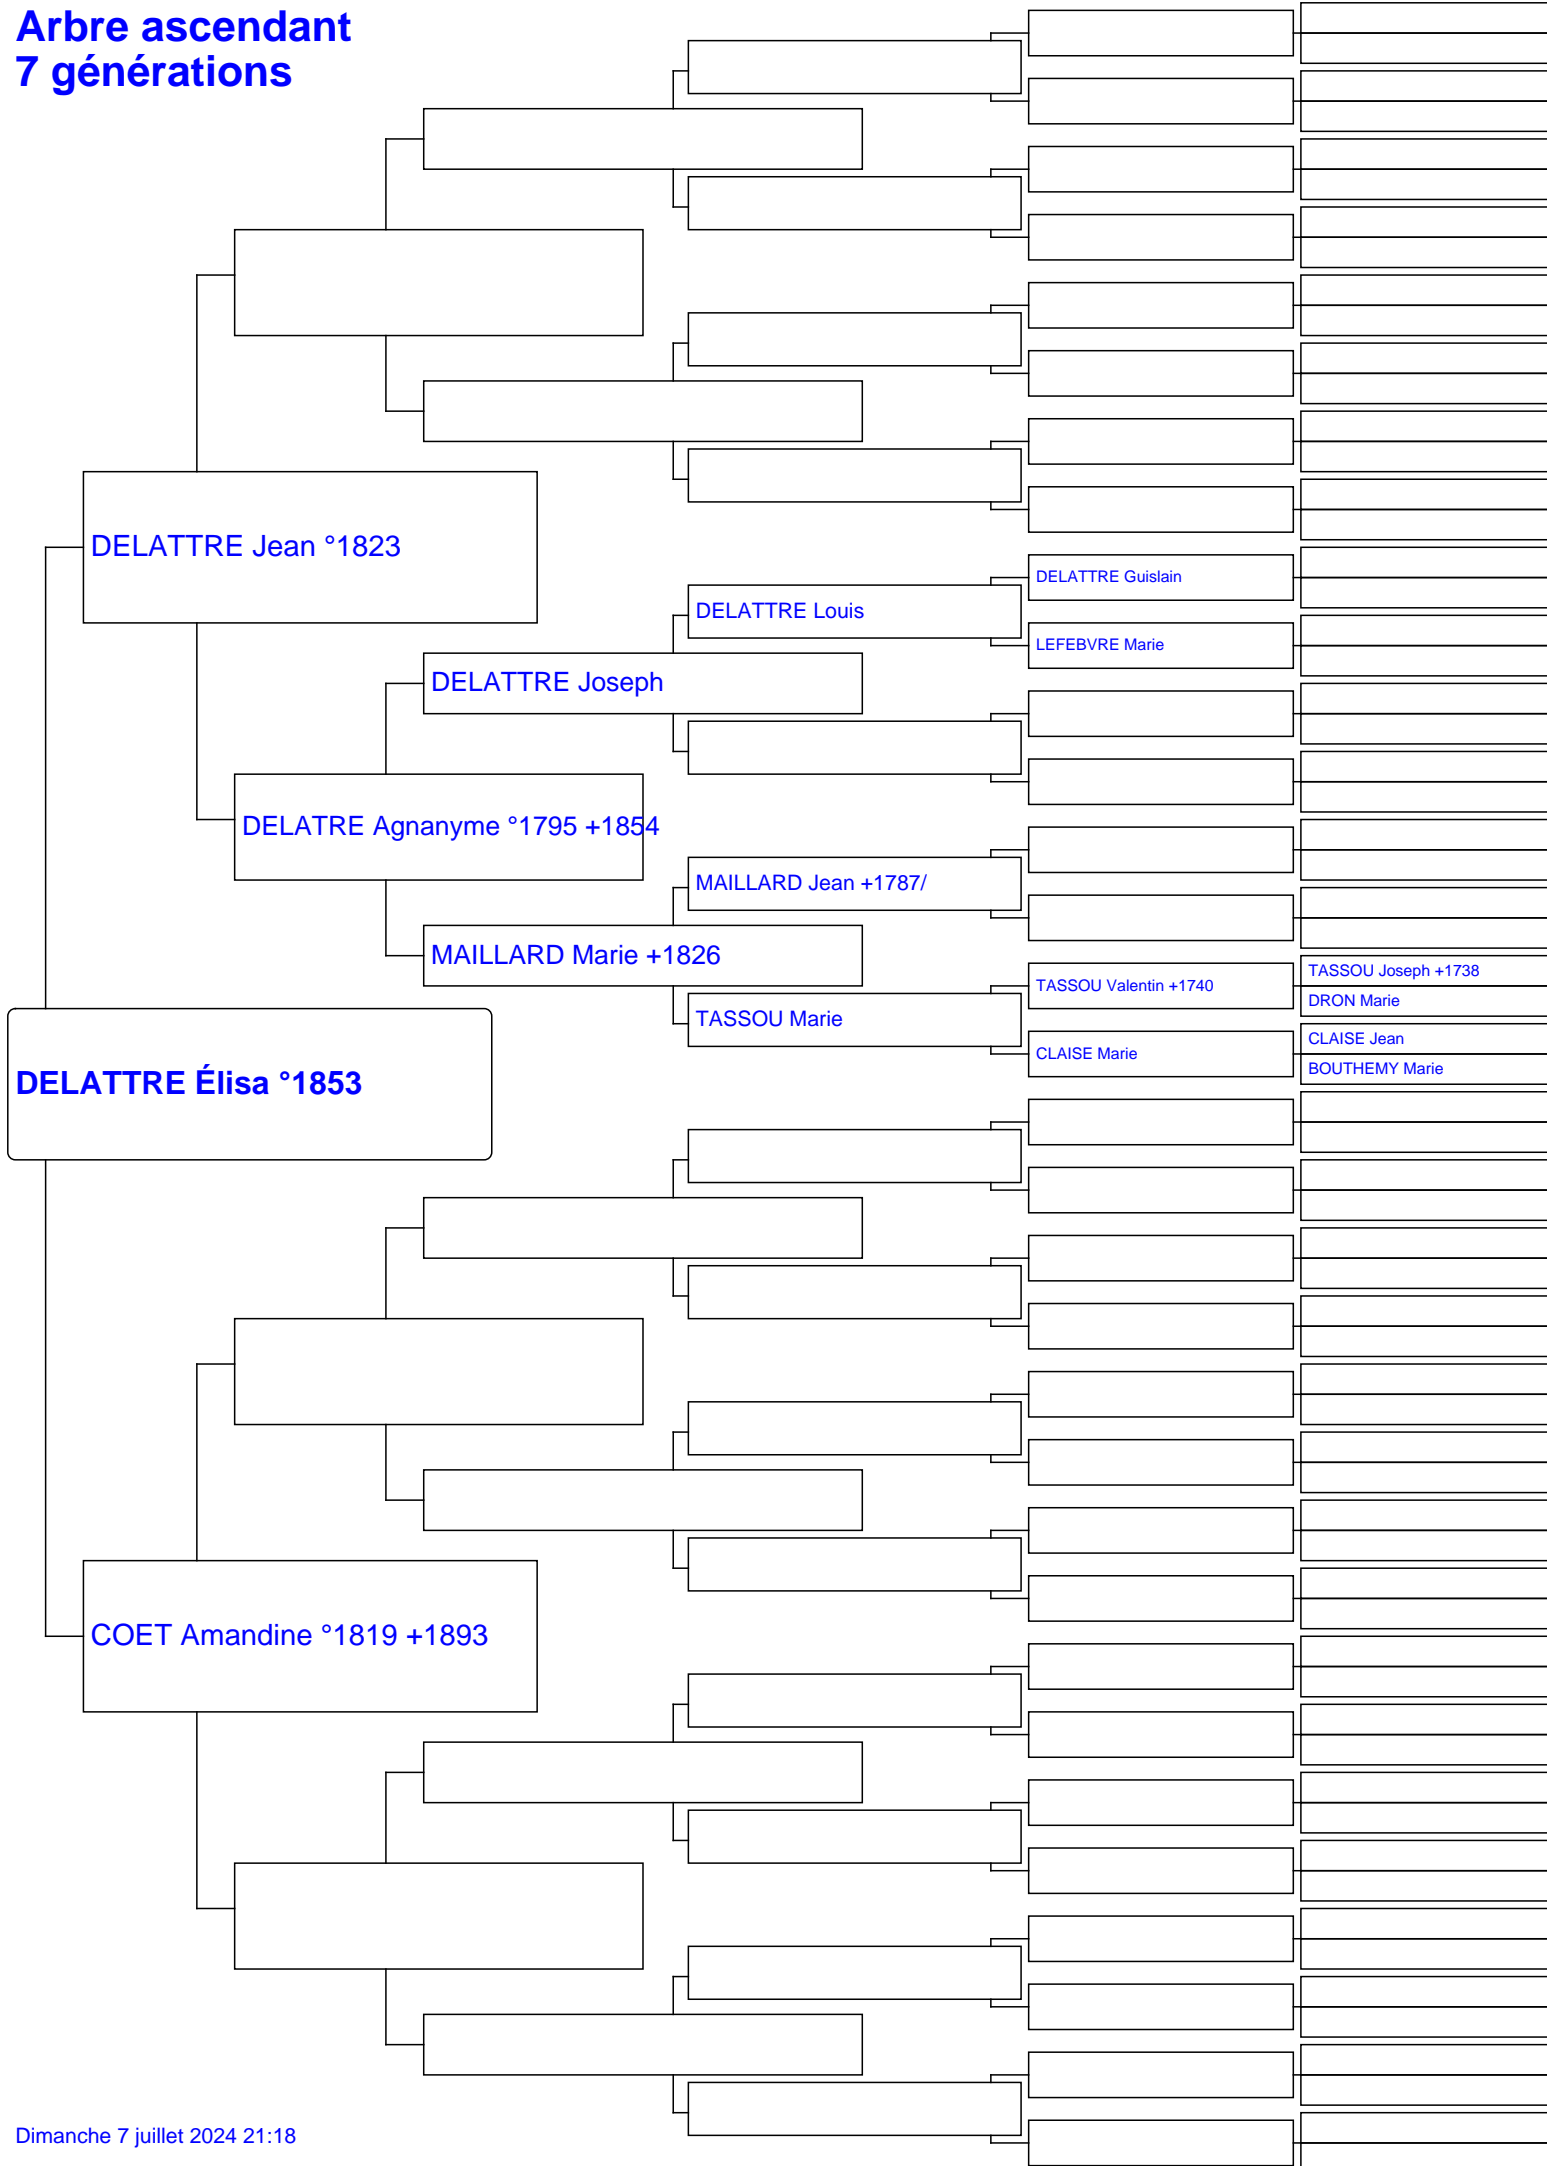 Arbre ascendant
7 générations
DELATTRE Jean °1823
DELATTRE Guislain
DELATTRE Louis
LEFEBVRE Marie
DELATTRE Joseph
DELATRE Agnanyme °1795 +1854
MAILLARD Jean +1787/
MAILLARD Marie +1826
TASSOU Joseph +1738
TASSOU Valentin +1740
DRON Marie
TASSOU Marie
CLAISE Jean
CLAISE Marie
BOUTHEMY Marie
DELATTRE Élisa °1853
COET Amandine °1819 +1893
Dimanche 7 juillet 2024 21:18